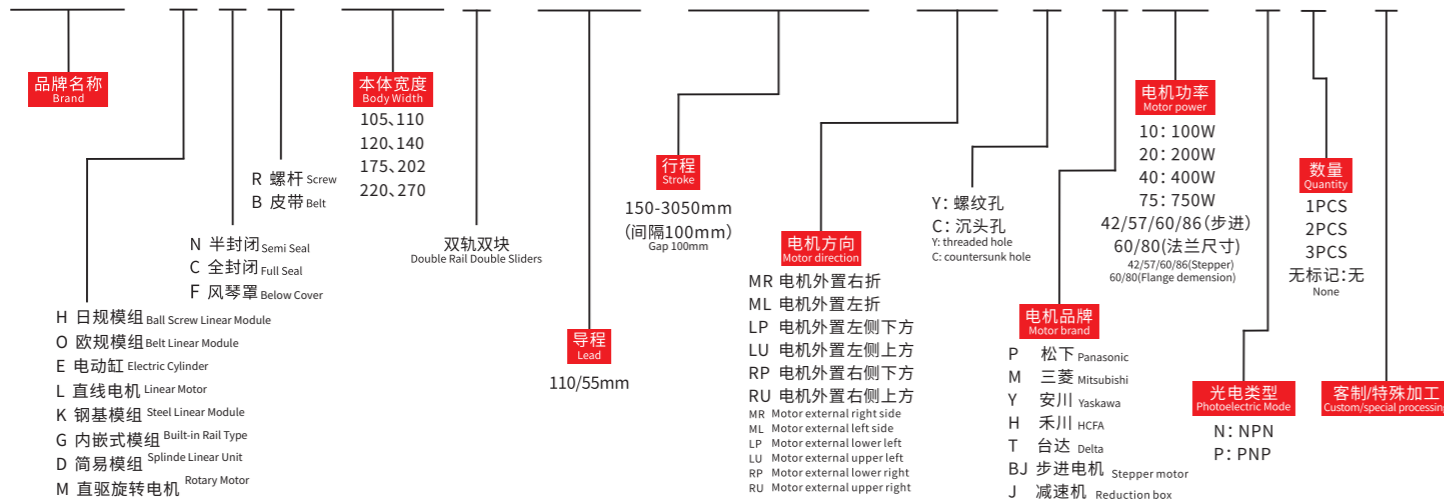 品牌名称
Brand
H 日规模组 Ball Screw Linear Module
O 欧规模组 Belt Linear Module
E 电动缸 Electric Cylinder
L 直线电机 Linear Motor
K 钢基模组 Steel Linear Module
G 内嵌式模组 Built-in Rail Type
D 简易模组 Splinde Linear Unit
M 直驱旋转电机 Rotary Motor
N 半封闭 Semi Seal
C 全封闭 Full Seal
F 风琴罩 Below Cover
R 螺杆 Screw
B 皮带 Belt
本体宽度
Body Width
105、110
120、140
175、202
220、270
双轨双块
Double Rail Double Sliders
导程
Lead
110/55mm
行程
Stroke
150-3050mm
（间隔100mm）
Gap 100mm
电机方向
Motor direction
MR 电机外置右折
ML 电机外置左折
LP 电机外置左侧下方
LU 电机外置左侧上方
RP 电机外置右侧下方
RU 电机外置右侧上方
MR Motor external right side
ML Motor external left side
LP Motor external lower left
LU Motor external upper left
RP Motor external lower right
RU Motor external upper right
Y：螺纹孔
C：沉头孔
Y: threaded hole
C: countersunk hole
电机品牌
Motor brand
P 松下 Panasonic
M 三菱 Mitsubishi
Y 安川 Yaskawa
H 禾川 HCFA
T 台达 Delta
BJ 步进电机 Stepper motor
J 减速机 Reduction box
电机功率
Motor power
10：100W
20：200W
40：400W
75：750W
42/57/60/86（步进）
60/80（法兰尺寸）
42/57/60/86(Stepper)
60/80(Flange demension)
光电类型
Photoelectric Mode
N：NPN
P：PNP
数量
Quantity
1PCS
2PCS
3PCS
无标记：无
None
客制/特殊加工
Custom/special processing